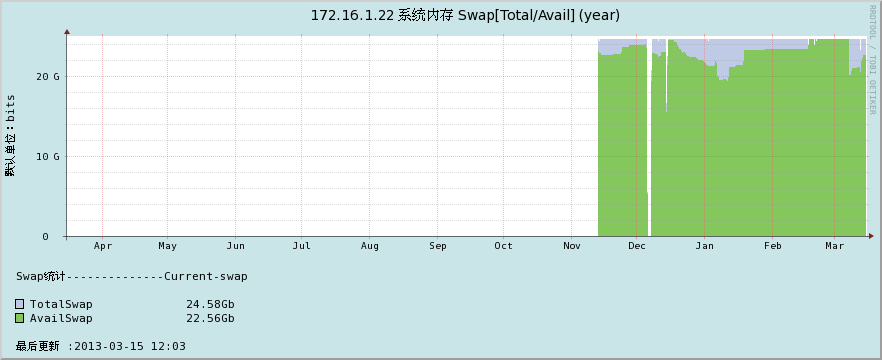 172.16.1.22 系统内存 Swap[Total/Avail] (year)
RRDTOOL / TOBI OETIKER
默认单位：bits
20 G
10 G
0
Apr May Jun Jul Aug Sep Oct Nov Dec Jan Feb Mar
Swap统计--------------Current-swap
TotalSwap 24.58Gb
AvailSwap 22.56Gb
最后更新 :2013-03-15 12:03